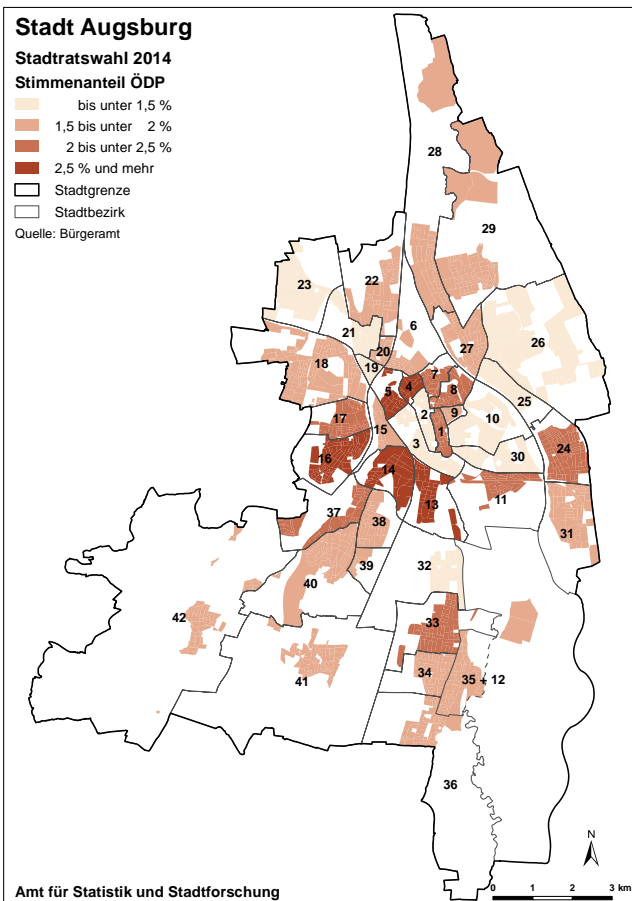 Stadt Augsburg
Stadtratswahl 2014
Stimmenanteil ÖDP
bis unter 1,5 %
1,5 bis unter 2 %
2 bis unter 2,5 %
2,5 % und mehr
Stadtgrenze
Stadtbezirk
Quelle: Bürgeramt
28
29
23
22
6
21
26
20
27
18
19
7
5
4
8
25
17
2
9
10
15
1
3
24
30
16
14
11
13
37
38
31
39
32
40
42
33
34
41
35 + 12
36
N
Amt für Statistik und Stadtforschung
0 1 2 3 km